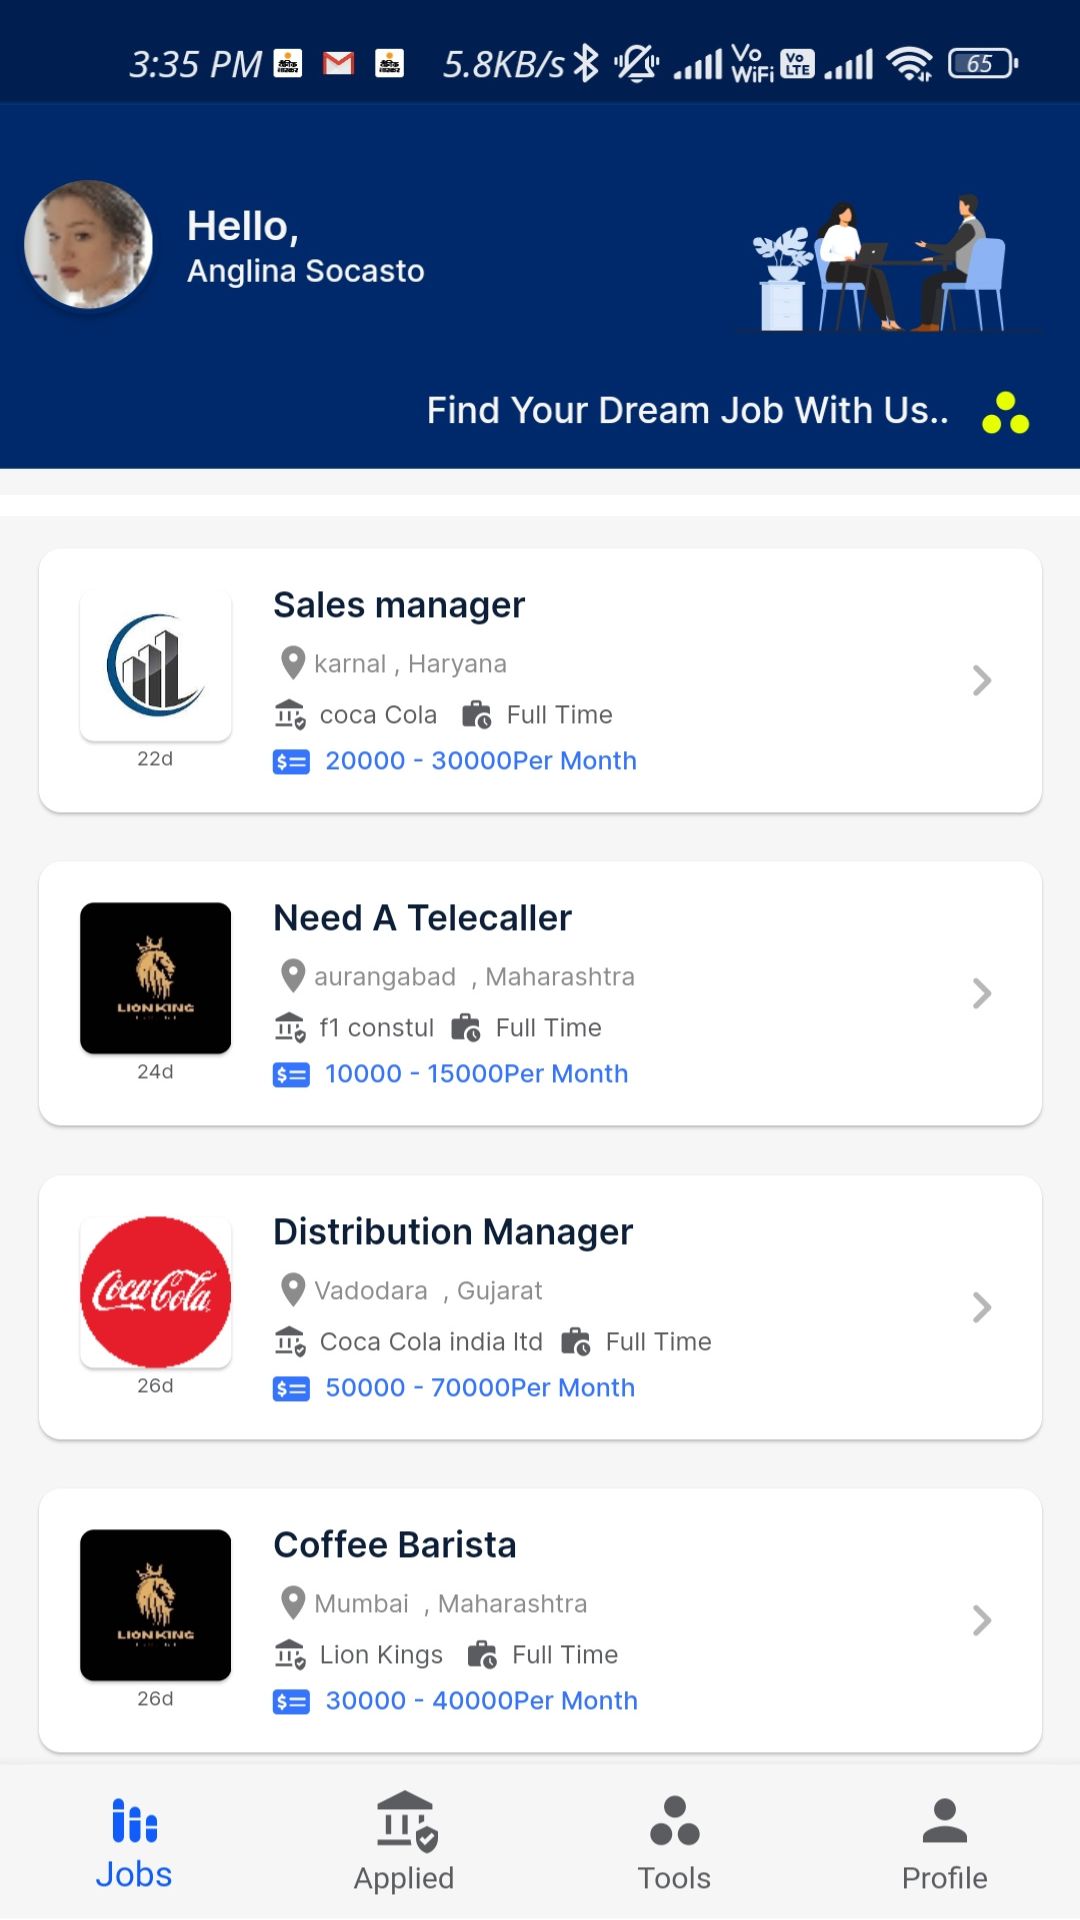 3:35 PM 5.8KB/s Vo WiFi Vo LTE 65
Hello,
Anglina Socasto
Find Your Dream Job With Us..
Sales manager
karnal , Haryana
coca Cola Full Time
22d
20000 - 30000Per Month
Need A Telecaller
LION KING
aurangabad , Maharashtra
f1 constul Full Time
24d
10000 - 15000Per Month
Distribution Manager
Coca-Cola
Vadodara , Gujarat
Coca Cola india ltd Full Time
26d
50000 - 70000Per Month
Coffee Barista
LION KING
Mumbai , Maharashtra
Lion Kings Full Time
26d
30000 - 40000Per Month
Jobs Applied Tools Profile